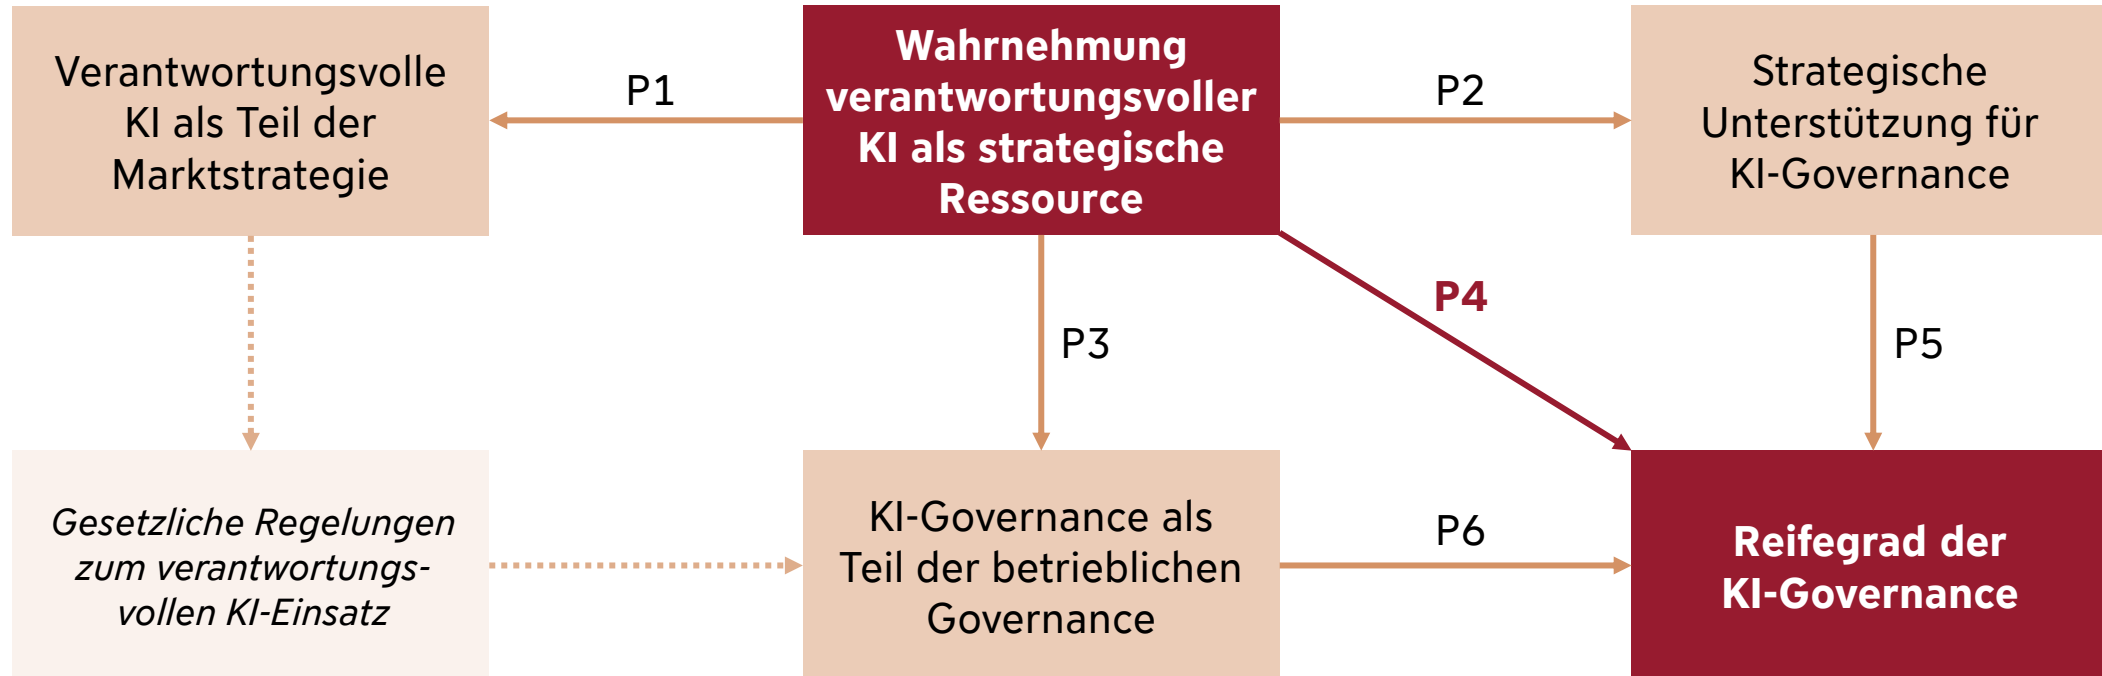 Verantwortungsvolle
KI als Teil der
Marktstrategie
P1
Wahrnehmung
verantwortungsvoller
KI als strategische
Ressource
P2
Strategische
Unterstützung für
KI-Governance
P3
P4
P5
Gesetzliche Regelungen
zum verantwortungs-
vollen KI-Einsatz
KI-Governance als
Teil der betrieblichen
Governance
P6
Reifegrad der
KI-Governance